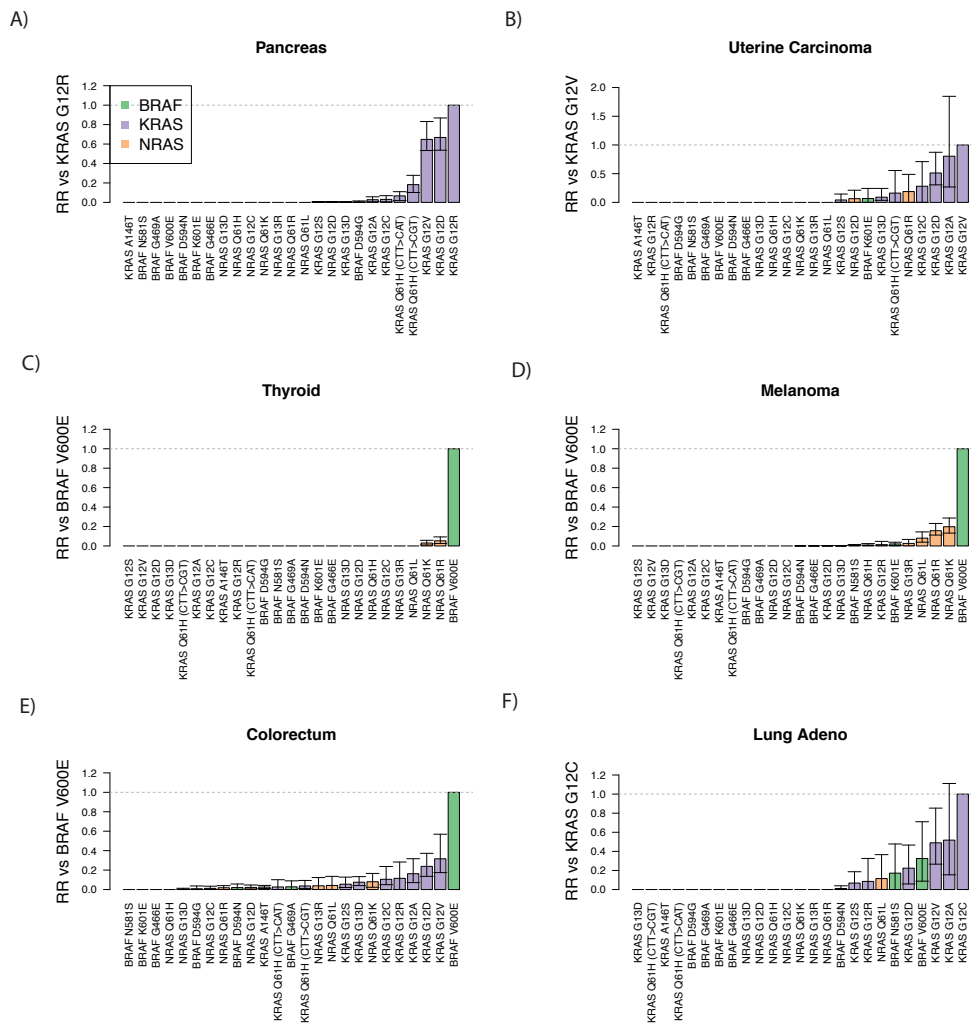 A)
Pancreas
RR vs KRAS G12R
1.2
1.0
0.8
0.6
0.4
0.2
0.0
BRAF
KRAS
NRAS
KRAS A146T
BRAF N581S
BRAF G469A
BRAF V600E
BRAF D594N
BRAF K601E
BRAF G466E
NRAS G13D
NRAS Q61H
NRAS G12C
NRAS Q61K
NRAS G13R
NRAS Q61R
NRAS Q61L
KRAS G12S
NRAS G12D
KRAS G13D
BRAF D594G
KRAS G12A
KRAS G12C
KRAS Q61H (CTT>CAT)
KRAS Q61H (CTT>CGT)
KRAS G12V
KRAS G12D
KRAS G12R
B)
Uterine Carcinoma
RR vs KRAS G12V
2.0
1.5
1.0
0.5
0.0
KRAS A146T
KRAS G12R
KRAS Q61H (CTT>CAT)
BRAF D594G
BRAF N581S
BRAF G469A
BRAF V600E
BRAF D594N
BRAF G466E
NRAS G13D
NRAS Q61H
NRAS G12C
NRAS Q61K
NRAS G13R
NRAS Q61L
KRAS G12S
NRAS G12D
BRAF K601E
KRAS G13D
NRAS Q61R
KRAS Q61H (CTT>CGT)
KRAS G12C
KRAS G12D
KRAS G12A
KRAS G12V
C)
Thyroid
RR vs BRAF V600E
1.2
1.0
0.8
0.6
0.4
0.2
0.0
KRAS G12S
KRAS G12V
KRAS G12D
KRAS G13D
KRAS Q61H (CTT>CGT)
KRAS G12A
KRAS G12C
KRAS A146T
KRAS G12R
KRAS Q61H (CTT>CAT)
BRAF D594G
BRAF N581S
BRAF G469A
BRAF D594N
BRAF K601E
BRAF G466E
NRAS G13D
NRAS G12D
NRAS Q61H
NRAS G12C
NRAS G13R
NRAS Q61L
NRAS Q61K
NRAS Q61R
BRAF V600E
D)
Melanoma
RR vs BRAF V600E
1.2
1.0
0.8
0.6
0.4
0.2
0.0
KRAS G12S
KRAS G12V
KRAS G13D
KRAS Q61H (CTT>CGT)
KRAS G12A
KRAS G12C
KRAS A146T
KRAS Q61H (CTT>CAT)
BRAF D594G
BRAF G469A
NRAS G12D
NRAS G12C
BRAF D594N
BRAF G466E
KRAS G12D
NRAS G13D
BRAF N581S
NRAS Q61H
KRAS G12R
BRAF K601E
NRAS G13R
NRAS Q61L
NRAS Q61R
NRAS Q61K
BRAF V600E
E)
Colorectum
RR vs BRAF V600E
1.2
1.0
0.8
0.6
0.4
0.2
0.0
BRAF N581S
BRAF K601E
BRAF G466E
NRAS Q61H
NRAS G13D
BRAF D594G
NRAS G12C
NRAS Q61R
BRAF D594N
NRAS G12D
KRAS A146T
KRAS Q61H (CTT>CAT)
BRAF G469A
KRAS Q61H (CTT>CGT)
NRAS G13R
NRAS Q61L
KRAS G12S
KRAS G13D
NRAS Q61K
KRAS G12C
KRAS G12R
KRAS G12A
KRAS G12D
KRAS G12V
BRAF V600E
F)
Lung Adeno
RR vs KRAS G12C
1.2
1.0
0.8
0.6
0.4
0.2
0.0
KRAS G13D
KRAS Q61H (CTT>CGT)
KRAS A146T
KRAS Q61H (CTT>CAT)
BRAF D594G
BRAF G469A
BRAF K601E
BRAF G466E
NRAS G13D
NRAS G12D
NRAS Q61H
NRAS G12C
NRAS Q61K
NRAS G13R
NRAS Q61R
BRAF D594N
KRAS G12S
KRAS G12R
NRAS Q61L
BRAF N581S
KRAS G12D
BRAF V600E
KRAS G12V
KRAS G12A
KRAS G12C